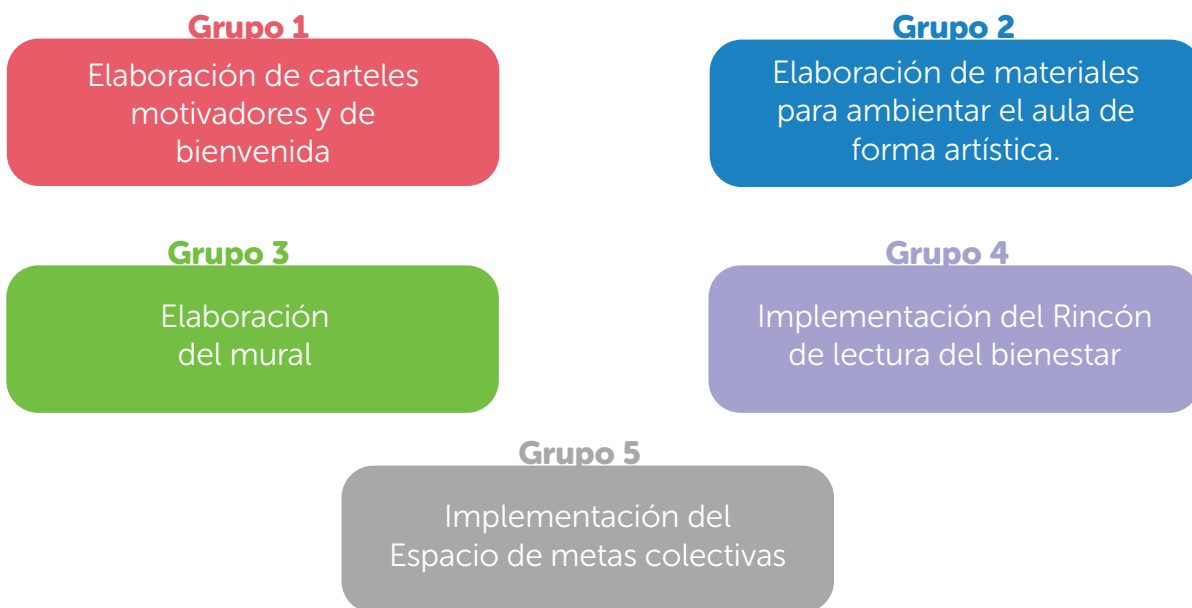 Grupo 1
Elaboración de carteles
motivadores y de
bienvenida
Grupo 2
Elaboración de materiales
para ambientar el aula de
forma artística.
Grupo 3
Elaboración
del mural
Grupo 4
Implementación del Rincón
de lectura del bienestar
Grupo 5
Implementación del
Espacio de metas colectivas